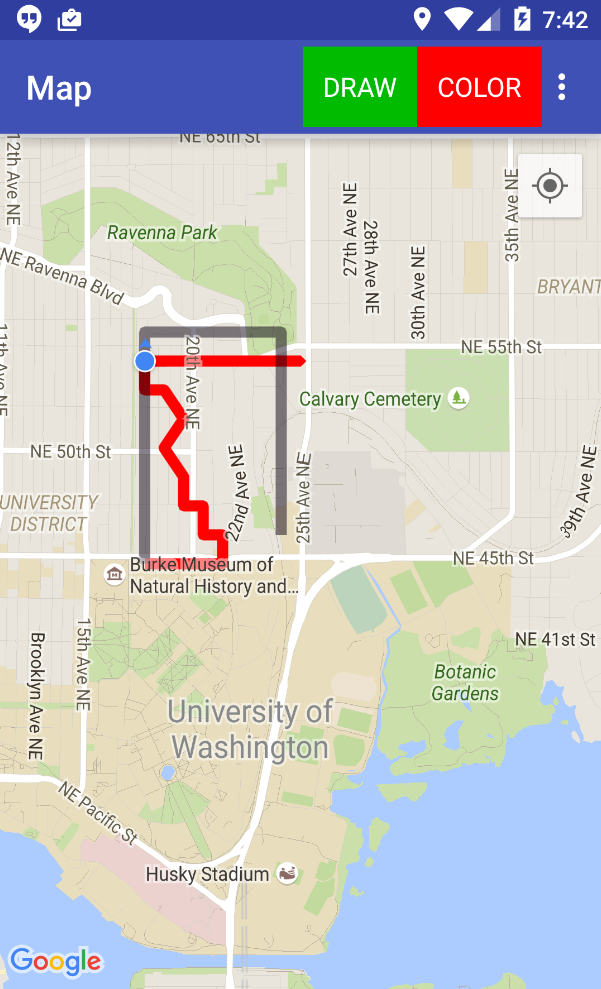 7:42
Map
DRAW
COLOR
NE 65th St
12th Ave NE
35th Ave NE
27th Ave NE
28th Ave NE
Ravenna Park
NE Ravenna Blvd
30th Ave NE
BRYANT
11th Ave NE
20th Ave NE
NE 55th St
Calvary Cemetery
NE 50th St
22nd Ave NE
25th Ave NE
39th Ave NE
UNIVERSITY
DISTRICT
NE 45th St
Burke Museum of
Natural History and...
15th Ave NE
Brooklyn Ave NE
NE 41st St
Botanic
Gardens
University of
Washington
NE Pacific St
Husky Stadium
Google